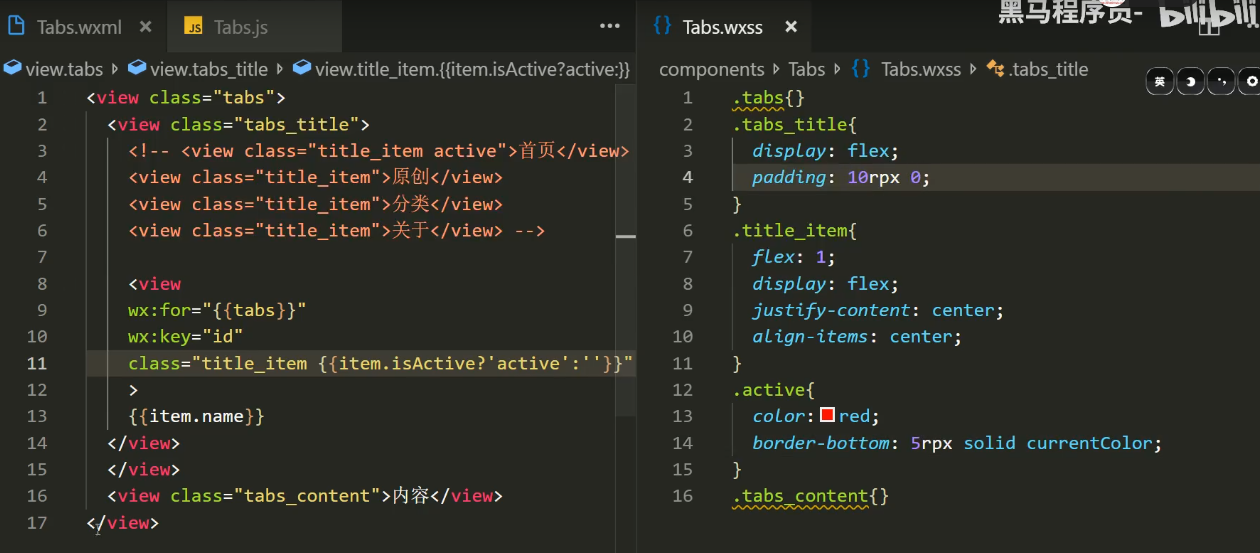 Tabs.wxml × JS Tabs.js ···
view.tabs › view.tabs_title › view.title_item.{{item.isActive?active:}}
1 <view class="tabs">
2 <view class="tabs_title">
3 <!-- <view class="title_item active">首页</view>
4 <view class="title_item">原创</view>
5 <view class="title_item">分类</view>
6 <view class="title_item">关于</view> -->
7
8 <view
9 wx:for="{{tabs}}"
10 wx:key="id"
11 class="title_item {{item.isActive?'active':''}}"
12 >
13 {{item.name}}
14 </view>
15 </view>
16 <view class="tabs_content">内容</view>
17 </view>
{} Tabs.wxss ×
黑马程序员- bilibili
components › Tabs › {} Tabs.wxss › .tabs_title
英
1 .tabs{}
2 .tabs_title{
3 display: flex;
4 padding: 10rpx 0;
5 }
6 .title_item{
7 flex: 1;
8 display: flex;
9 justify-content: center;
10 align-items: center;
11 }
12 .active{
13 color: red;
14 border-bottom: 5rpx solid currentColor;
15 }
16 .tabs_content{}